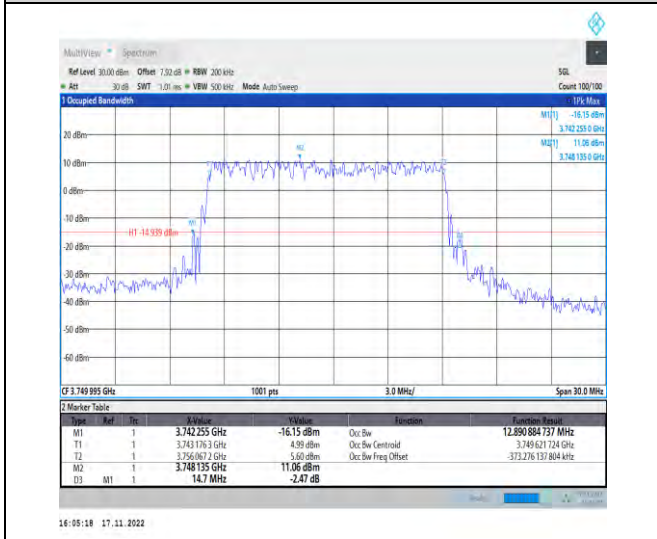 MultiView Spectrum
Ref Level 30.00 dBm Offset 7.92 dB RBW 200 kHz SGL
Att 30 dB SWT 1.01 ms VBW 500 kHz Mode Auto Sweep Count 100/100
1 Occupied Bandwidth 1Pk Max
M1[1] -16.15 dBm
3.742 255 0 GHz
20 dBm
M2[1] 11.06 dBm
3.748 135 0 GHz
M2
10 dBm
0 dBm
-10 dBm
M1
H1 -14.939 dBm
-30 dBm
-40 dBm
-50 dBm
-60 dBm
CF 3.749 995 GHz 1001 pts 3.0 MHz/ Span 30.0 MHz
2 Marker Table
Type Ref Trc X-Value Y-Value Function Function Result
M1 1 3.742 255 GHz -16.15 dBm Occ Bw 12.890 884 737 MHz
T1 1 3.743 176 3 GHz 4.99 dBm Occ Bw Centroid 3.749 621 724 GHz
T2 1 3.756 067 2 GHz 5.60 dBm Occ Bw Freq Offset -373.276 137 804 kHz
M2 1 3.748 135 GHz 11.06 dBm
D3 M1 1 14.7 MHz -2.47 dB
16:05:18 17.11.2022